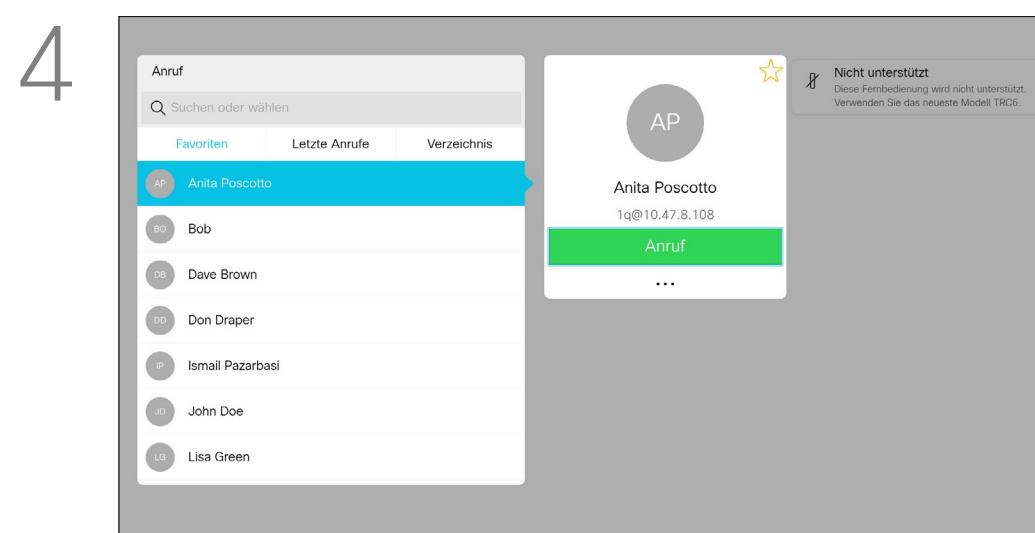 4
Anruf
Suchen oder wählen
Favoriten Letzte Anrufe Verzeichnis
AP Anita Poscotto
BO Bob
DB Dave Brown
DD Don Draper
IP Ismail Pazarbasi
JD John Doe
LG Lisa Green
AP
Anita Poscotto
1q@10.47.8.108
Anruf
...
Nicht unterstützt
Diese Fernbedienung wird nicht unterstützt.
Verwenden Sie das neueste Modell TRC6.